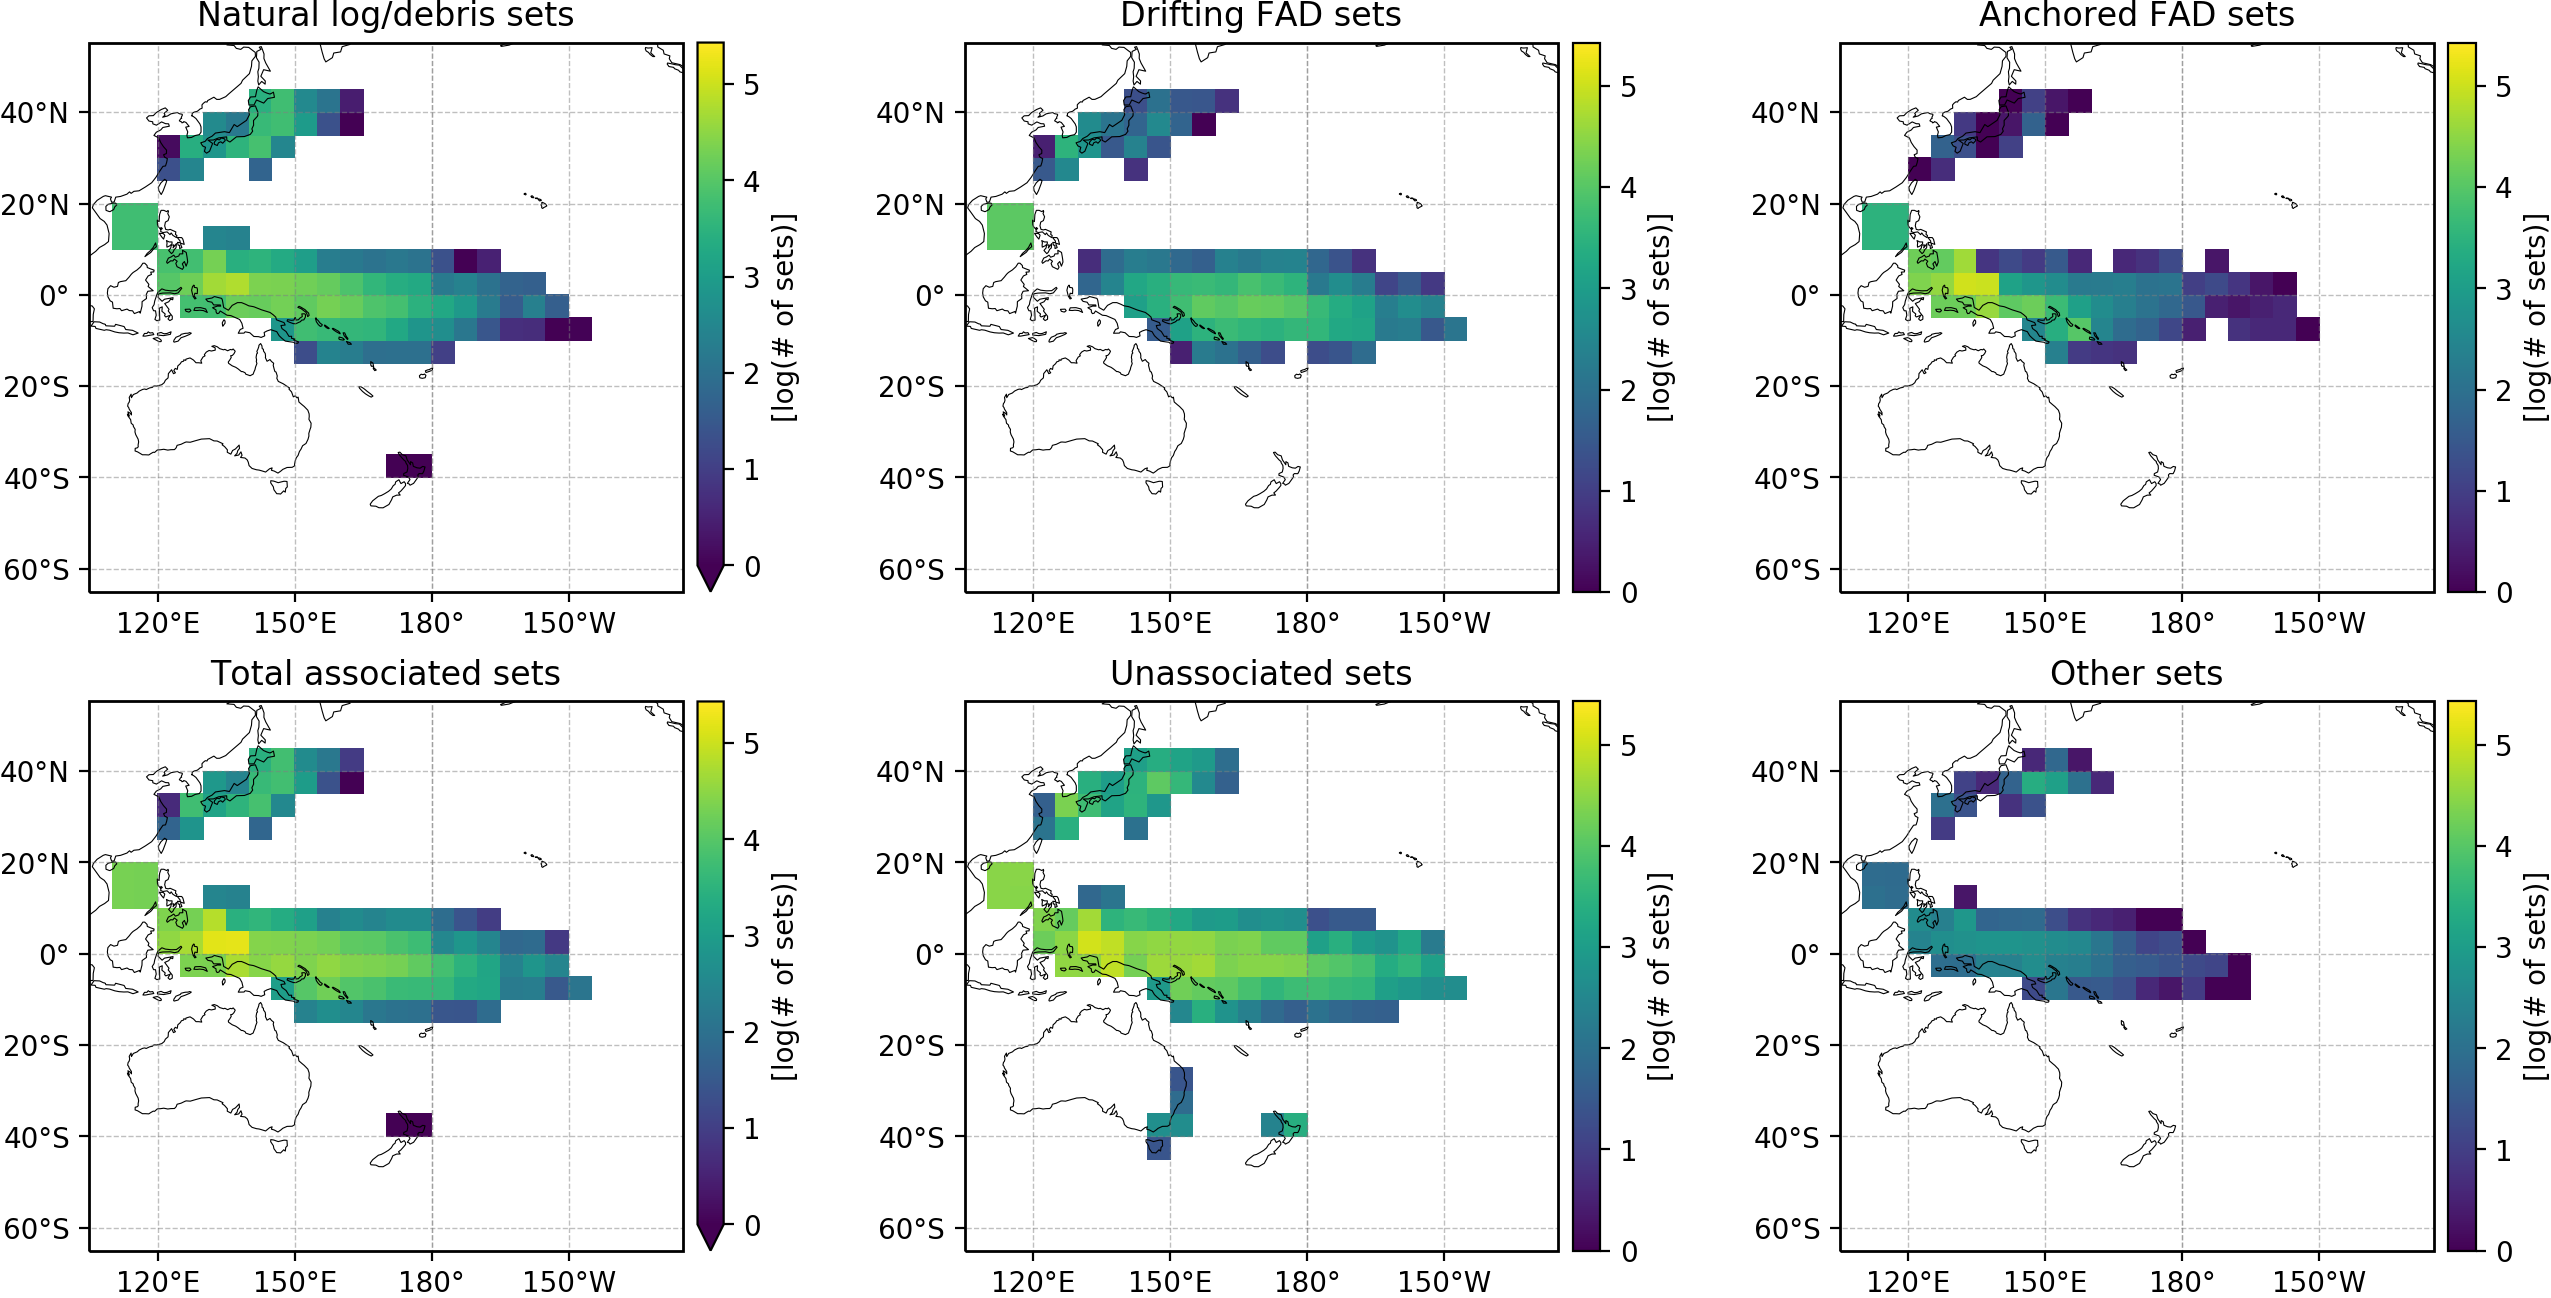 Natural log/debris sets
40°N
20°N
0°
20°S
40°S
60°S
120°E 150°E 180° 150°W
5
4
3
2
1
0
[log(# of sets)]
Drifting FAD sets
40°N
20°N
0°
20°S
40°S
60°S
120°E 150°E 180° 150°W
5
4
3
2
1
0
[log(# of sets)]
Anchored FAD sets
40°N
20°N
0°
20°S
40°S
60°S
120°E 150°E 180° 150°W
5
4
3
2
1
0
[log(# of sets)]
Total associated sets
40°N
20°N
0°
20°S
40°S
60°S
120°E 150°E 180° 150°W
5
4
3
2
1
0
[log(# of sets)]
Unassociated sets
40°N
20°N
0°
20°S
40°S
60°S
120°E 150°E 180° 150°W
5
4
3
2
1
0
[log(# of sets)]
Other sets
40°N
20°N
0°
20°S
40°S
60°S
120°E 150°E 180° 150°W
5
4
3
2
1
0
[log(# of sets)]